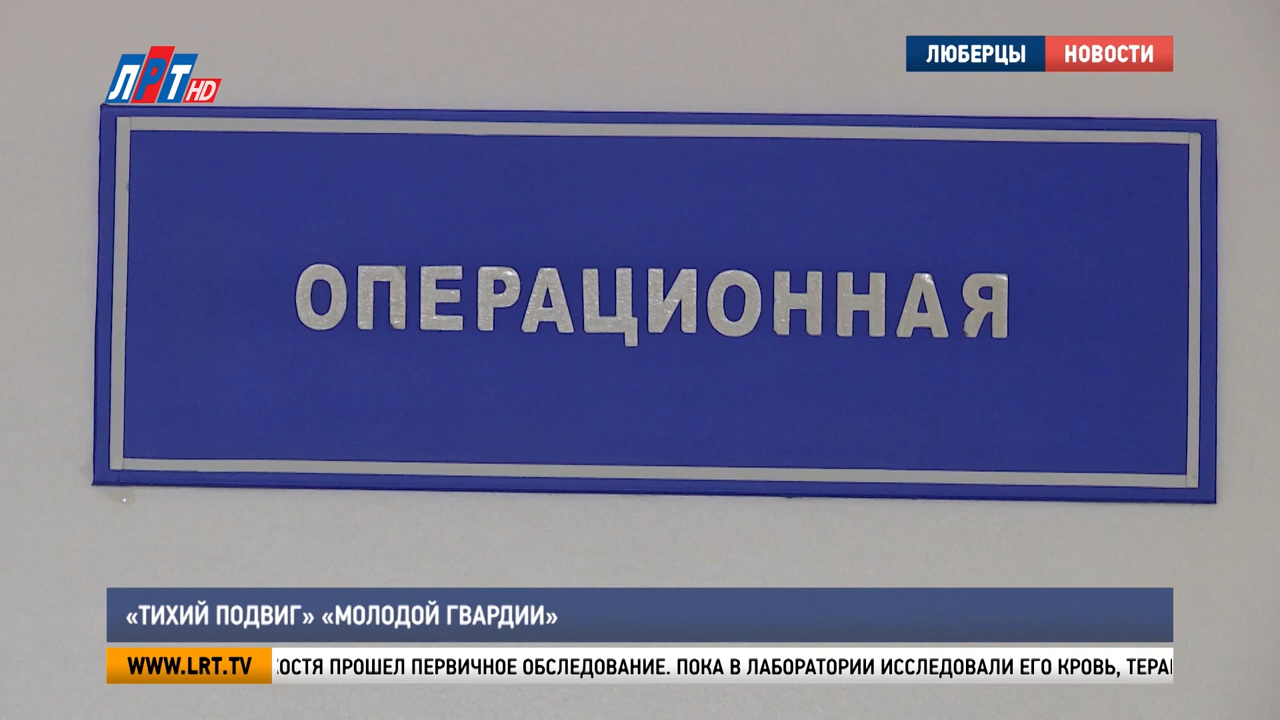 ЛРТ HD
ЛЮБЕРЦЫ НОВОСТИ
ОПЕРАЦИОННАЯ
«ТИХИЙ ПОДВИГ» «МОЛОДОЙ ГВАРДИИ»
WWW.LRT.TV ПРОШЕЛ ПЕРВИЧНОЕ ОБСЛЕДОВАНИЕ. ПОКА В ЛАБОРАТОРИИ ИССЛЕДОВАЛИ ЕГО КРОВЬ,